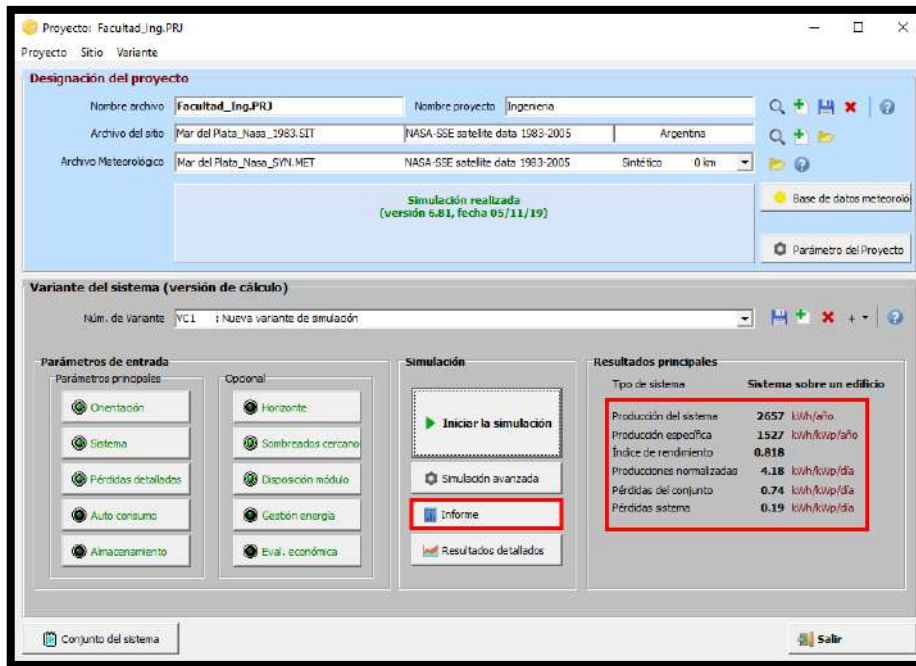 Proyecto: Facultad_Ing.PRJ
Proyecto Sitio Variante
Designación del proyecto
Nombre archivo Facultad_Ing.PRJ Nombre proyecto Ingenieria
Archivo del sitio Mar del Plata_Nasa_1983.SIT NASA-SSE satellite data 1983-2005 Argentina
Archivo Meteorológico Mar del Plata_Nasa_SYN.MET NASA-SSE satellite data 1983-2005 Sintético 0 km
Simulación realizada
(versión 6.81, fecha 05/11/19)
Base de datos meteoroló
Parámetro del Proyecto
Variante del sistema (versión de cálculo)
Núm. de Variante VC1 : Nueva variante de simulación
Parámetros de entrada
Parámetros principales
Orientación
Sistema
Pérdidas detallades
Auto consumo
Almacenamiento
Opcional
Horizonte
Sombreados cercano
Disposición módulo
Gestión energía
Eval. económica
Simulación
Iniciar la simulación
Simulación avanzada
Informe
Resultados detallados
Resultados principales
Tipo de sistema Sistema sobre un edificio
Producción del sistema 2657 kWh/año
Producción específica 1527 kWh/kWp/año
Índice de rendimiento 0.818
Producciones normalizadas 4.18 kWh/kWp/día
Pérdidas del conjunto 0.74 kWh/kWp/día
Pérdidas sistema 0.19 kWh/kWp/día
Conjunto del sistema
Salir